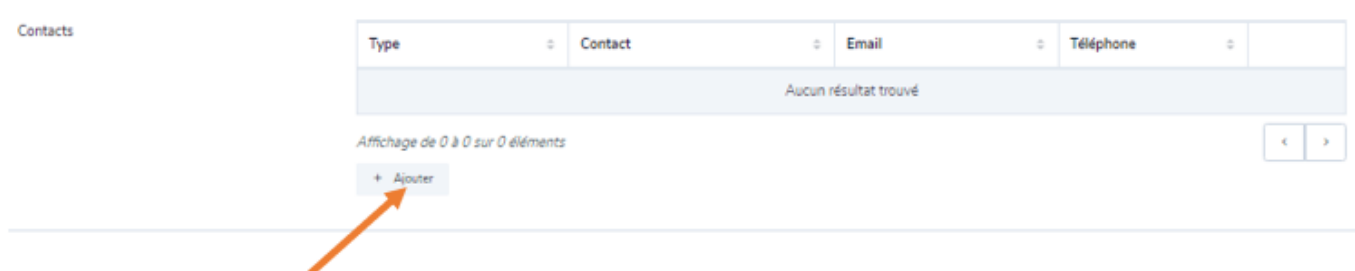 Contacts
Type Contact Email Téléphone
Aucun résultat trouvé
Affichage de 0 à 0 sur 0 éléments
+ Ajouter